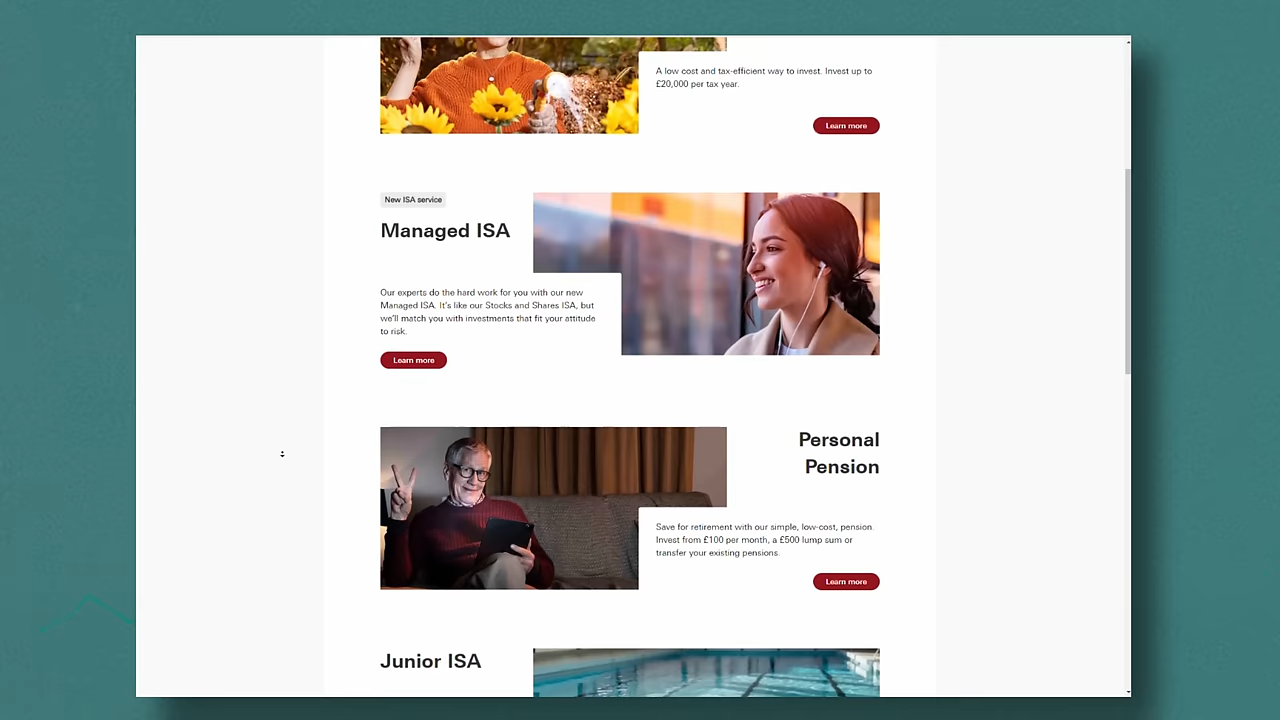 A low cost and tax-efficient way to invest. Invest up to
£20,000 per tax year.
Learn more
New ISA service
Managed ISA
Our experts do the hard work for you with our new
Managed ISA. It's like our Stocks and Shares ISA, but
we'll match you with investments that fit your attitude
to risk.
Learn more
Personal
Pension
Save for retirement with our simple, low-cost, pension.
Invest from £100 per month, a £500 lump sum or
transfer your existing pensions.
Learn more
Junior ISA